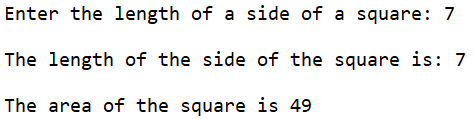 Enter the length of a side of a square: 7
The length of the side of the square is: 7
The area of the square is 49